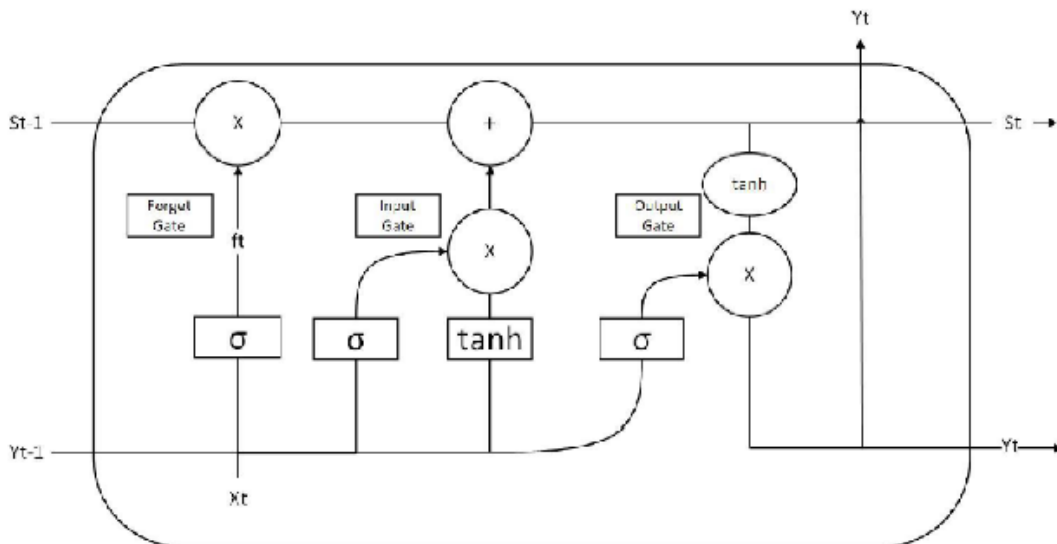 Yt
St-1
X
+
St
tanh
Forget
Gate
Input
Gate
Output
Gate
ft
X
X
σ
σ
tanh
σ
Yt-1
Yt
Xt